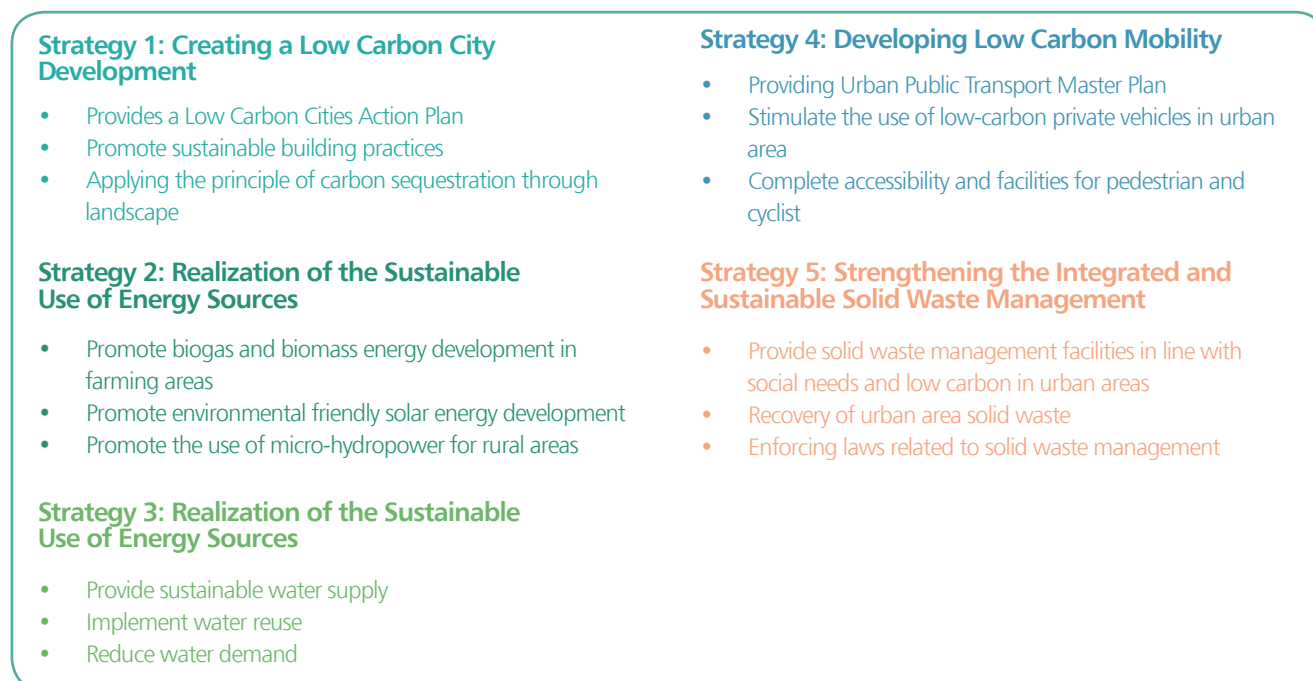 Strategy 1: Creating a Low Carbon City
Development
• Provides a Low Carbon Cities Action Plan
• Promote sustainable building practices
• Applying the principle of carbon sequestration through
landscape
Strategy 2: Realization of the Sustainable
Use of Energy Sources
• Promote biogas and biomass energy development in
farming areas
• Promote environmental friendly solar energy development
• Promote the use of micro-hydropower for rural areas
Strategy 3: Realization of the Sustainable
Use of Energy Sources
• Provide sustainable water supply
• Implement water reuse
• Reduce water demand
Strategy 4: Developing Low Carbon Mobility
• Providing Urban Public Transport Master Plan
• Stimulate the use of low-carbon private vehicles in urban
area
• Complete accessibility and facilities for pedestrian and
cyclist
Strategy 5: Strengthening the Integrated and
Sustainable Solid Waste Management
• Provide solid waste management facilities in line with
social needs and low carbon in urban areas
• Recovery of urban area solid waste
• Enforcing laws related to solid waste management